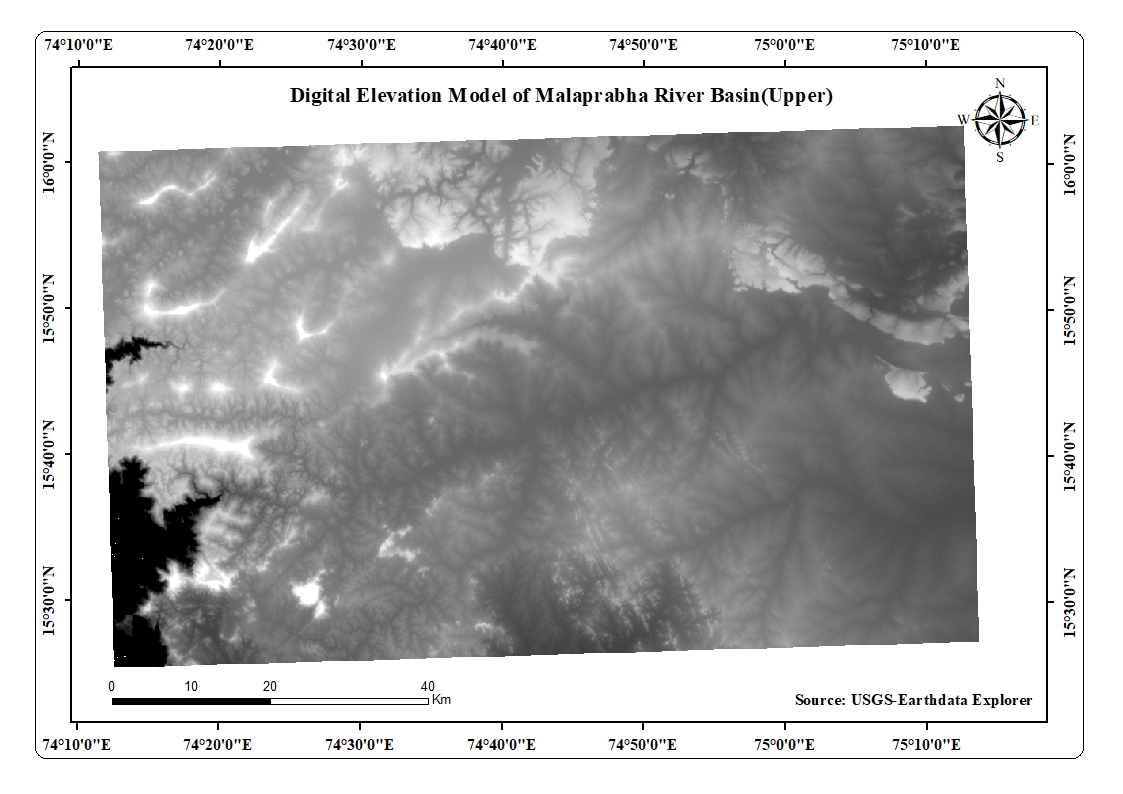 74°10'0"E 74°20'0"E 74°30'0"E 74°40'0"E 74°50'0"E 75°0'0"E 75°10'0"E
Digital Elevation Model of Malaprabha River Basin(Upper)
N
W E
S
16°0'0"N 16°0'0"N
15°50'0"N 15°50'0"N
15°40'0"N 15°40'0"N
15°30'0"N 15°30'0"N
0 10 20 40
Km
Source: USGS-Earthdata Explorer
74°10'0"E 74°20'0"E 74°30'0"E 74°40'0"E 74°50'0"E 75°0'0"E 75°10'0"E